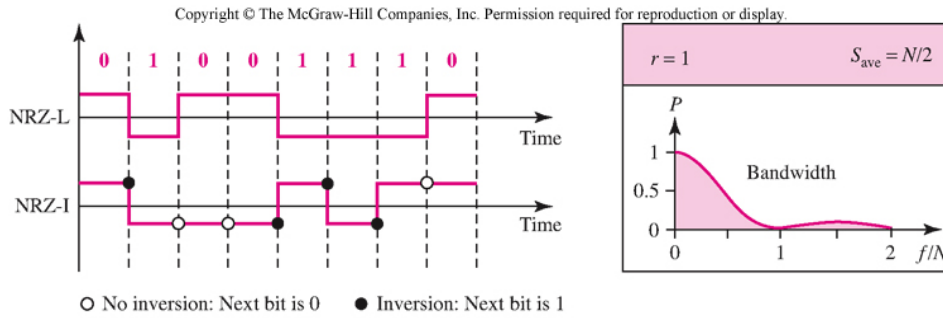 Copyright © The McGraw-Hill Companies, Inc. Permission required for reproduction or display.
0 1 0 0 1 1 1 0
NRZ-L
Time
NRZ-I
Time
No inversion: Next bit is 0 Inversion: Next bit is 1
r = 1 S_ave = N/2
P
1
Bandwidth
0.5
0
0 1 2 f/N